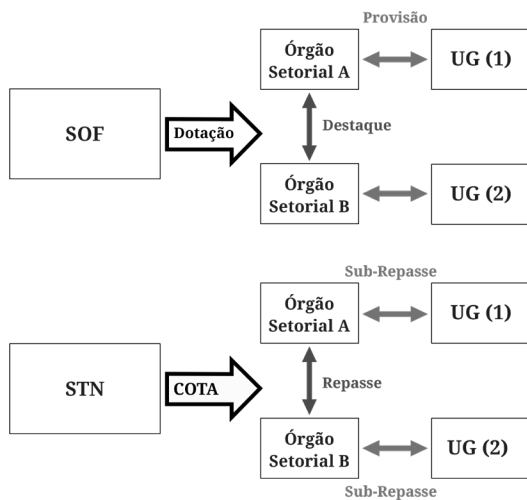 Provisão
Órgão
Setorial A
UG (1)
SOF
Dotação
Destaque
Órgão
Setorial B
UG (2)
Sub-Repasse
Órgão
Setorial A
UG (1)
STN
COTA
Repasse
Órgão
Setorial B
UG (2)
Sub-Repasse